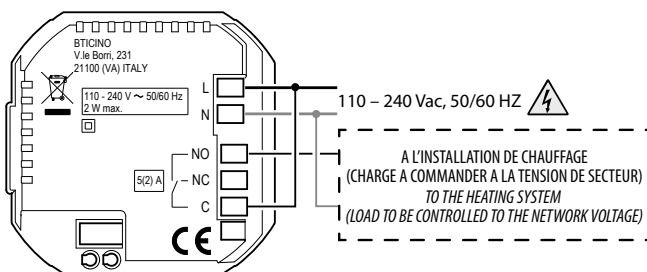 BTICINO
V.le Borri, 231
21100 (VA) ITALY
110 - 240 V ~ 50/60 Hz
2 W max.
L
N
NO
NC
C
5(2) A
CE
110 – 240 Vac, 50/60 HZ
A L'INSTALLATION DE CHAUFFAGE
(CHARGE A COMMANDER A LA TENSION DE SECTEUR)
TO THE HEATING SYSTEM
(LOAD TO BE CONTROLLED TO THE NETWORK VOLTAGE)